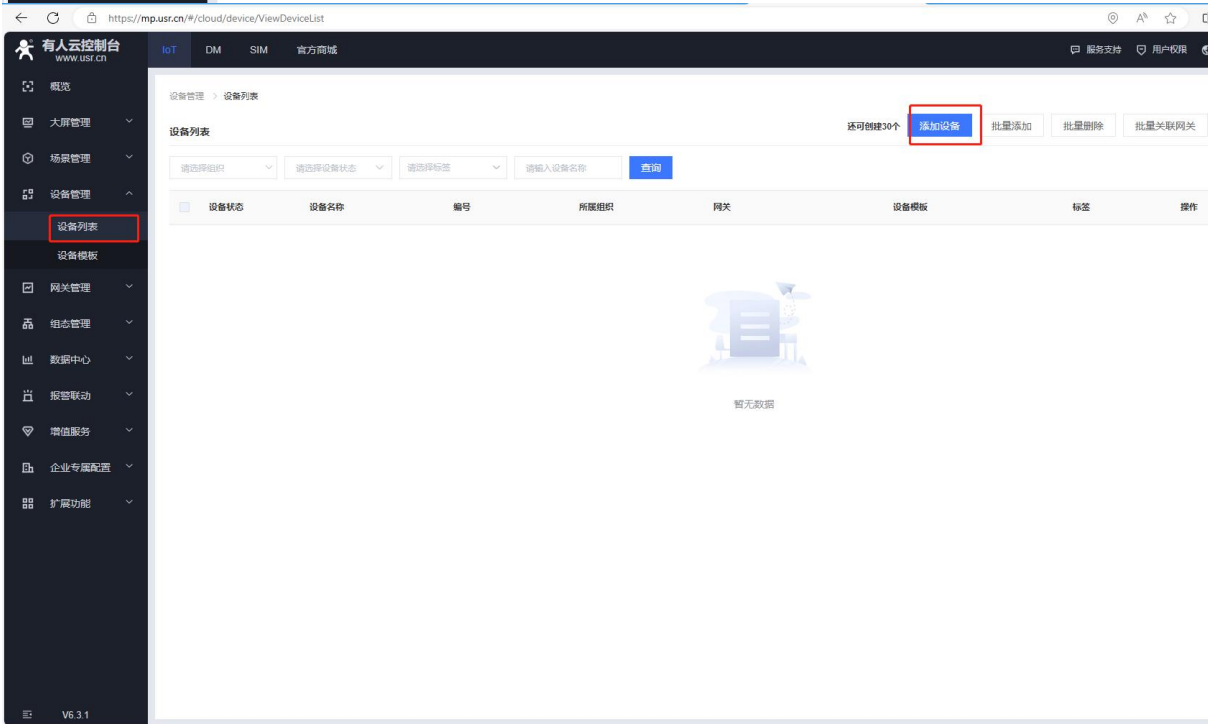 https://mp.usr.cn/#/cloud/device/ViewDeviceList
有人云控制台
www.usr.cn
IoT DM SIM 官方商城
服务支持 用户权限
概览
大屏管理
场景管理
设备管理
设备列表
设备模板
网关管理
组态管理
数据中心
报警联动
增值服务
企业专属配置
扩展功能
V6.3.1
设备管理 > 设备列表
设备列表
还可创建30个 添加设备 批量添加 批量删除 批量关联网关
请选择组织 请选择设备状态 请选择标签 请输入设备名称 查询
设备状态 设备名称 编号 所属组织 网关 设备模板 标签 操作
暂无数据